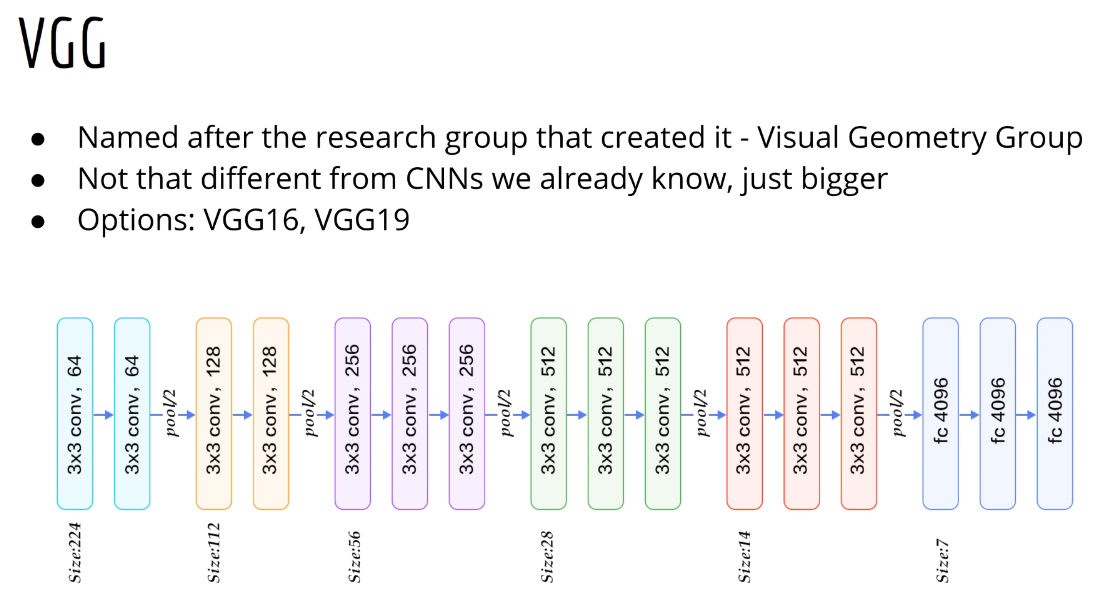 VGG
● Named after the research group that created it - Visual Geometry Group
● Not that different from CNNs we already know, just bigger
● Options: VGG16, VGG19
3x3 conv, 64
3x3 conv, 64
pool/2
3x3 conv, 128
3x3 conv, 128
pool/2
3x3 conv, 256
3x3 conv, 256
3x3 conv, 256
pool/2
3x3 conv, 512
3x3 conv, 512
3x3 conv, 512
pool/2
3x3 conv, 512
3x3 conv, 512
3x3 conv, 512
pool/2
fc 4096
fc 4096
fc 4096
Size:224
Size:112
Size:56
Size:28
Size:14
Size:7